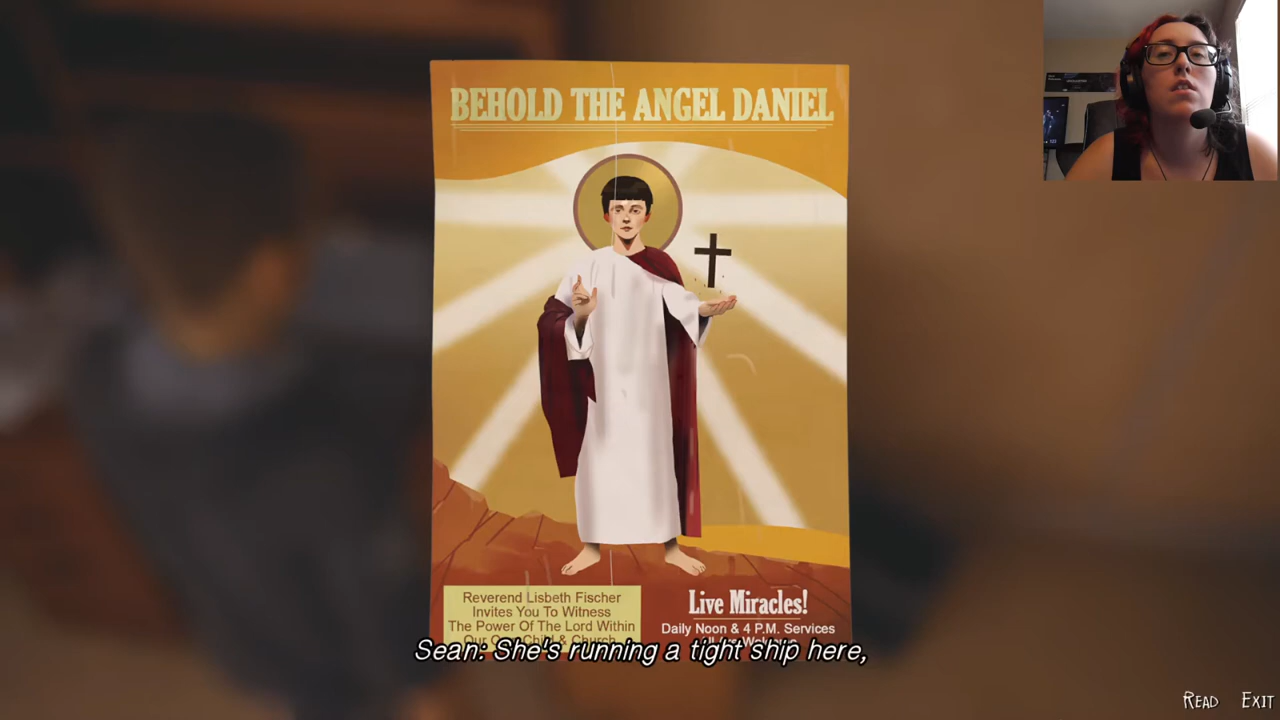 BEHOLD THE ANGEL DANIEL
Reverend Lisbeth Fischer
Invites You To Witness
The Power Of The Lord Within
Live Miracles!
Daily Noon & 4 P.M. Services
Sean: She's running a tight ship here,
READ EXIT